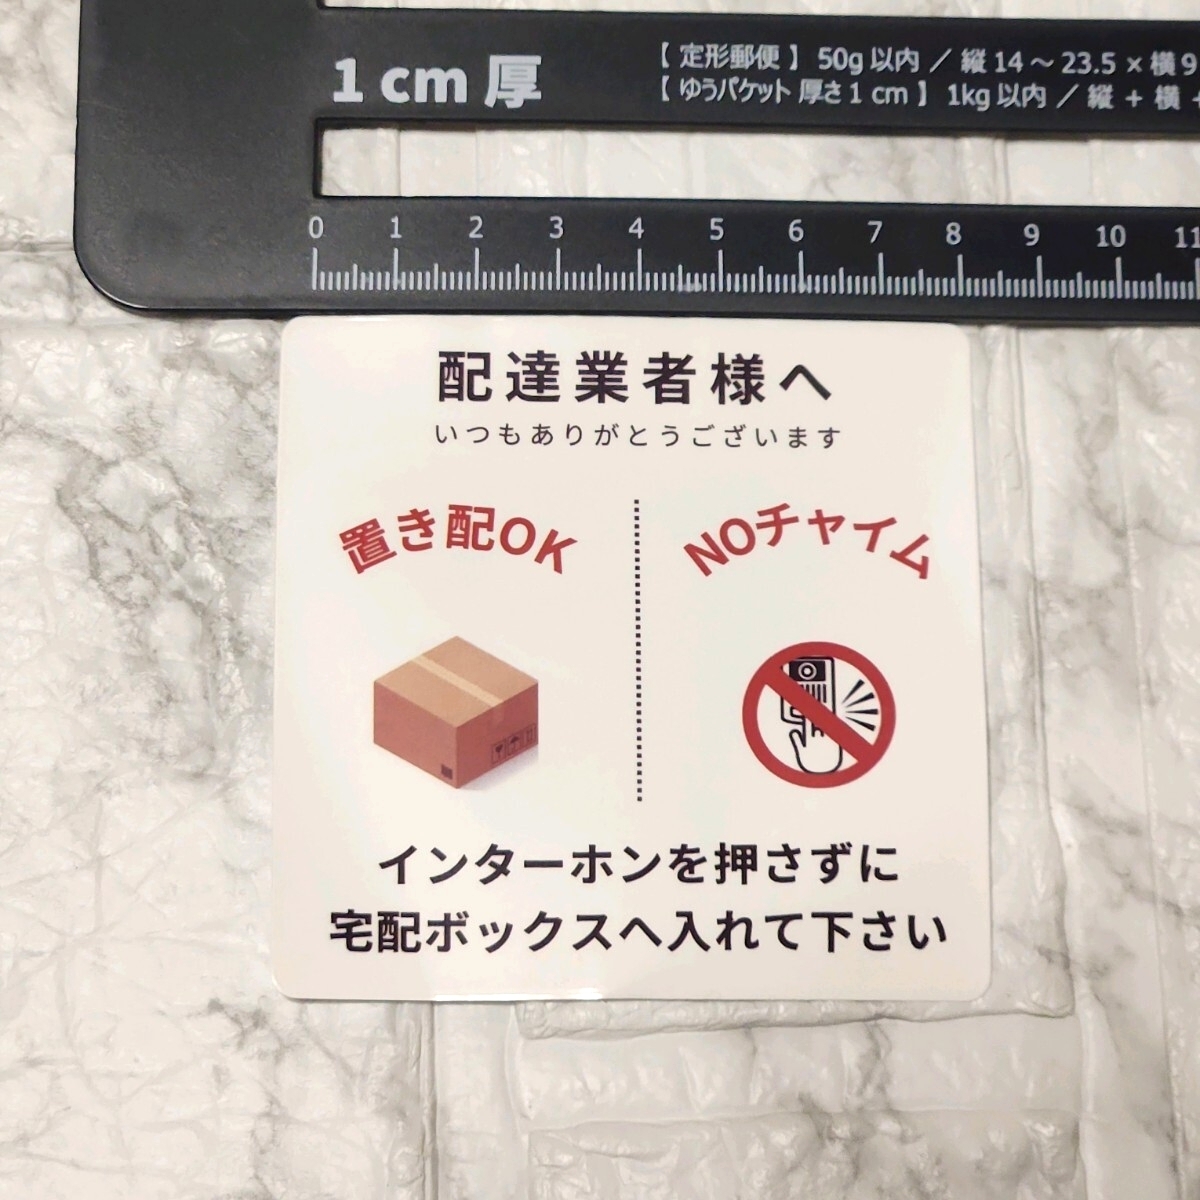 1 cm 厚
【 定形郵便 】 50g 以内 ／ 縦 14 ～ 23.5 × 横 9
【 ゆうパケット 厚さ 1 cm 】 1kg 以内 ／ 縦 + 横 +
0 1 2 3 4 5 6 7 8 9 10 11
配達業者様へ
いつもありがとうございます
置き配OK
NOチャイム
インターホンを押さずに
宅配ボックスへ入れて下さい